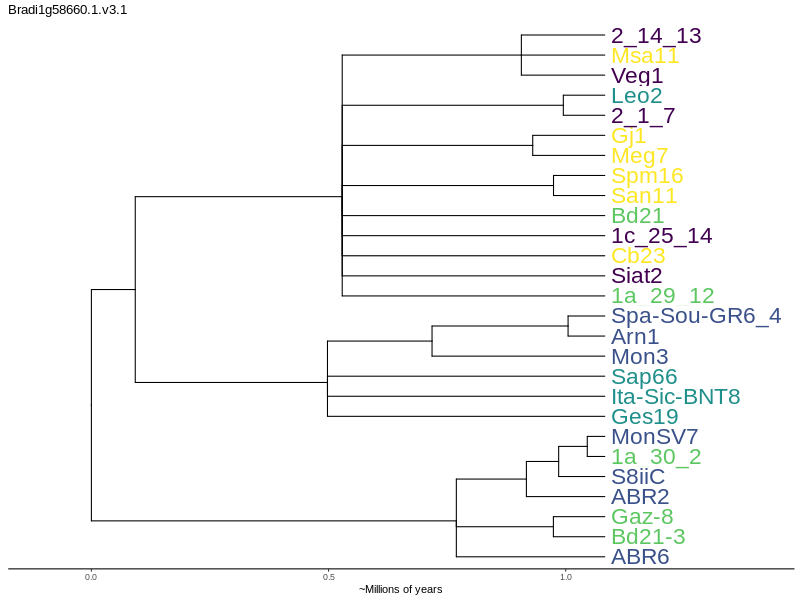 Bradi1g58660.1.v3.1
2_14_13
Msa11
Veg1
Leo2
2_1_7
Gj1
Meg7
Spm16
San11
Bd21
1c_25_14
Cb23
Siat2
1a_29_12
Spa-Sou-GR6_4
Arn1
Mon3
Sap66
Ita-Sic-BNT8
Ges19
MonSV7
1a_30_2
S8iiC
ABR2
Gaz-8
Bd21-3
ABR6
0.0 0.5 1.0
~Millions of years